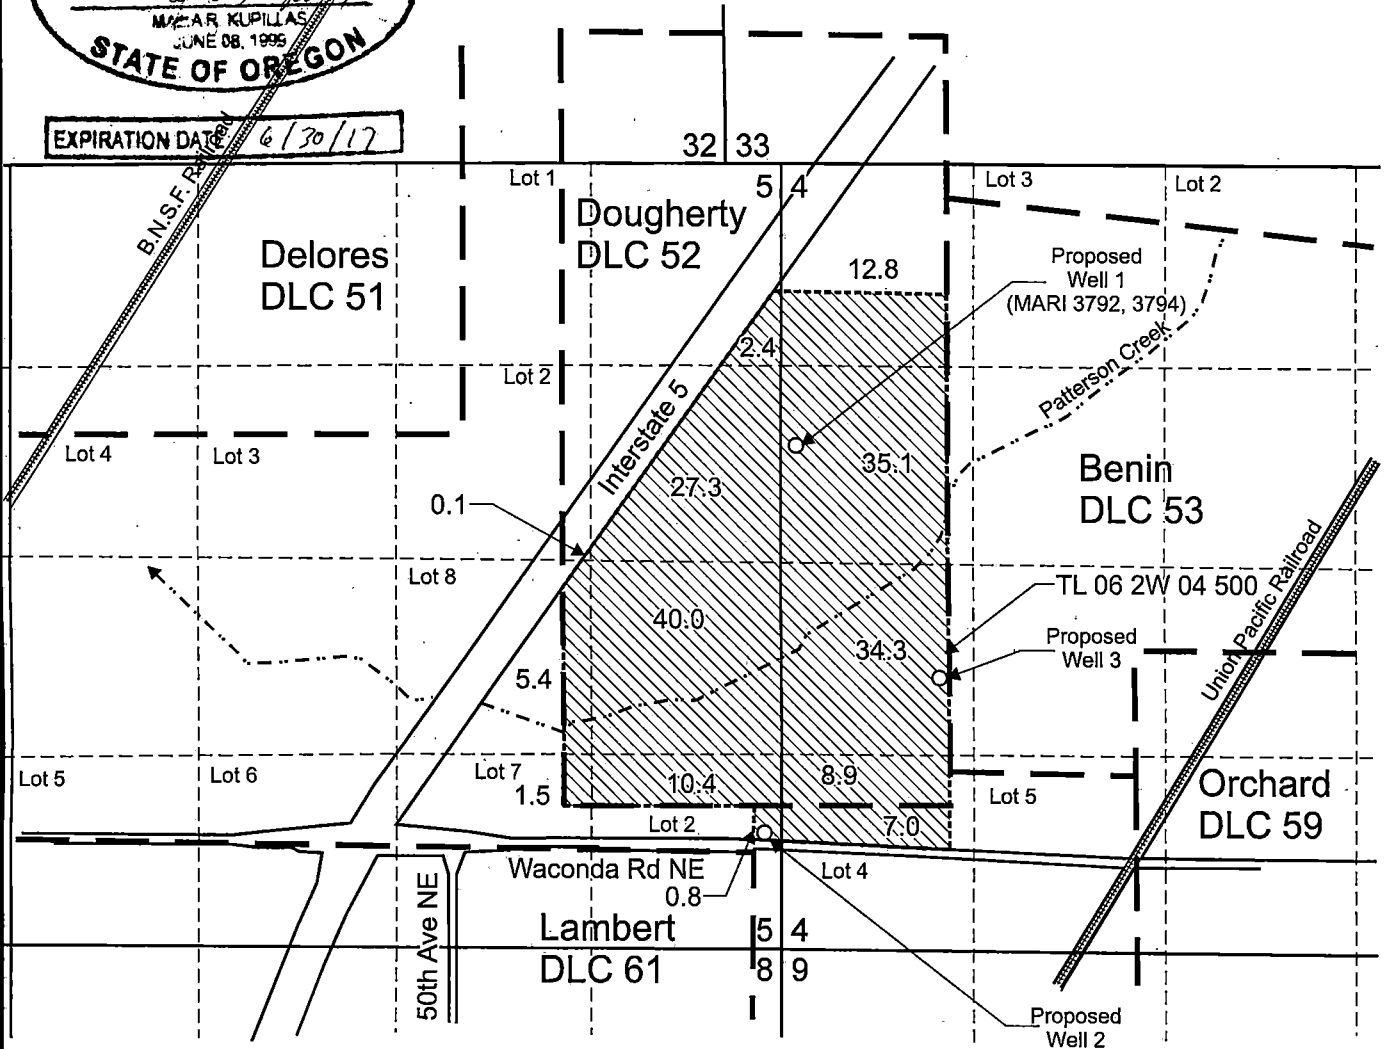 JUNE 08, 1999
STATE OF OREGON
EXPIRATION DATE 6/30/17
B.N.S.F. Railroad
32 33
Lot 1
5 4
Lot 3
Lot 2
Dougherty
DLC 52
Delores
DLC 51
Proposed
Well 1
(MARI 3792, 3794)
12.8
2.4
Patterson Creek
Lot 2
Interstate 5
Lot 4
Lot 3
35.1
27.3
0.1
Benin
DLC 53
Lot 8
TL 06 2W 04 500
Union Pacific Railroad
40.0
34.3
Proposed
Well 3
5.4
Lot 5
Lot 6
Lot 7
1.5
10.4
8.9
Lot 5
Orchard
DLC 59
Lot 2
7.0
Waconda Rd NE
0.8
Lot 4
50th Ave NE
Lambert
DLC 61
5 4
8 9
Proposed
Well 2